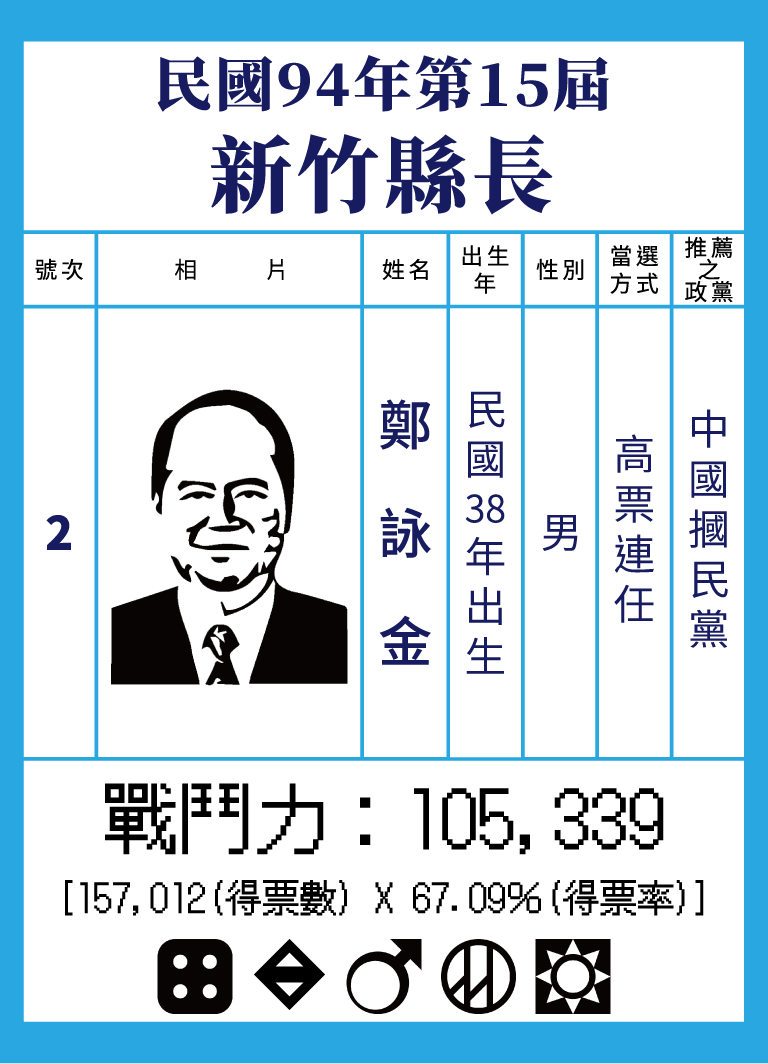 民國94年第15屆
新竹縣長
號次
相片
姓名
出生
年
性別
當選
方式
推薦
之
政黨
2
鄭詠金
民國38年出生
男
高票連任
中國摑民黨
戰鬥力：105,339
[157,012(得票數) X 67.09%(得票率)]